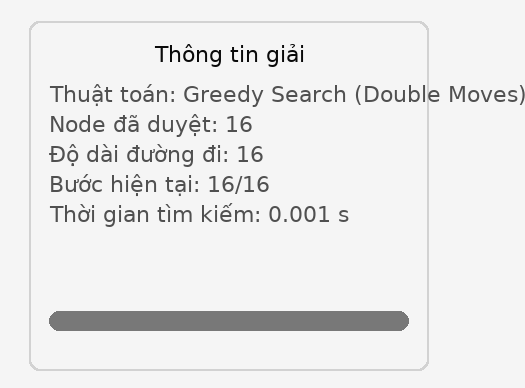 Thông tin giải
Thuật toán: Greedy Search (Double Moves)
Node đã duyệt: 16
Độ dài đường đi: 16
Bước hiện tại: 16/16
Thời gian tìm kiếm: 0.001 s